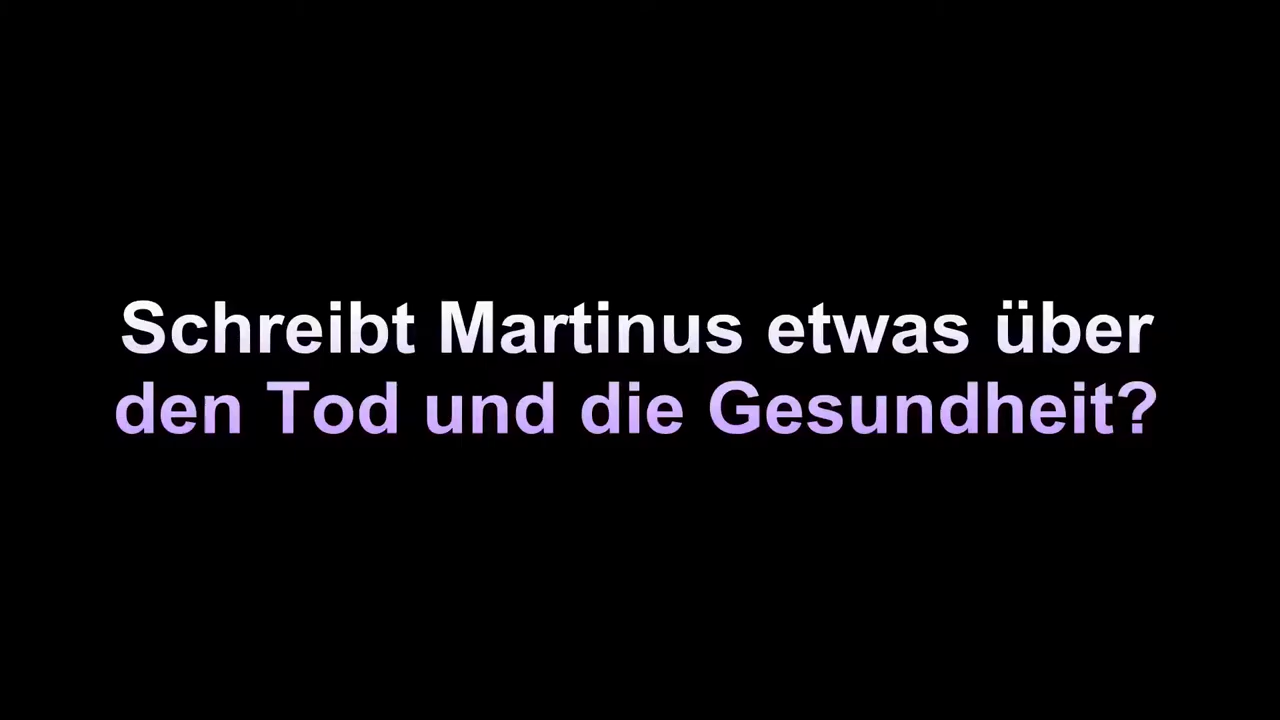 Schreibt Martinus etwas über
den Tod und die Gesundheit?